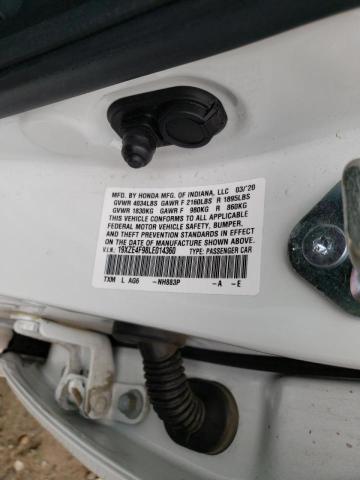 MFD. BY HONDA MFG. OF INDIANA, LLC 03/'20
GVWR 4034LBS GAWR F 2160LBS R 1895LBS
GVWR 1830KG GAWR F 980KG R 860KG
THIS VEHICLE CONFORMS TO ALL APPLICABLE
FEDERAL MOTOR VEHICLE SAFETY, BUMPER,
AND THEFT PREVENTION STANDARDS IN EFFECT ON
THE DATE OF MANUFACTURE SHOWN ABOVE.
V.I.N.: 19XZE4F98LE014360 TYPE: PASSENGER CAR
TXM L AG6 -NH883P -A -E